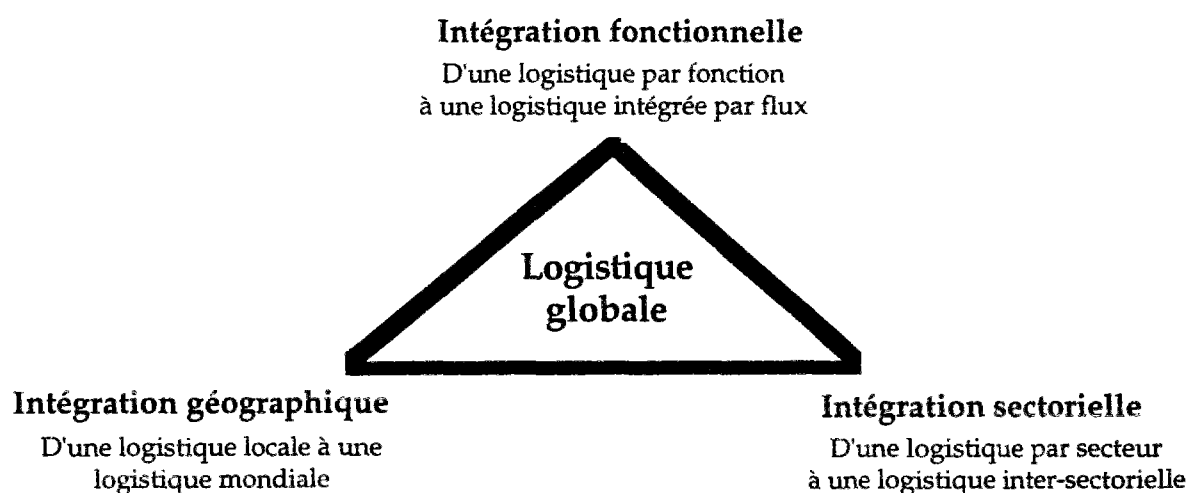 Intégration fonctionnelle
D'une logistique par fonction
à une logistique intégrée par flux
Logistique
globale
Intégration géographique
D'une logistique locale à une
logistique mondiale
Intégration sectorielle
D'une logistique par secteur
à une logistique inter-sectorielle